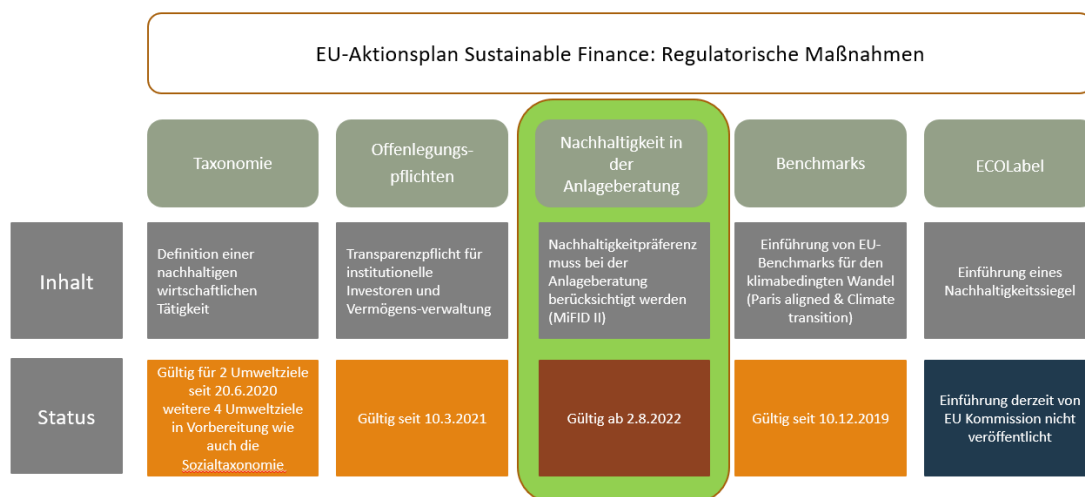 EU-Aktionsplan Sustainable Finance: Regulatorische Maßnahmen
Taxonomie
Offenlegungs-
pflichten
Nachhaltigkeit in
der
Anlageberatung
Benchmarks
ECOLabel
Inhalt
Definition einer
nachhaltigen
wirtschaftlichen
Tätigkeit
Transparenzpflicht für
institutionelle
Investoren und
Vermögens-verwaltung
Nachhaltigkeitpräferenz
muss bei der
Anlageberatung
berücksichtigt werden
(MiFID II)
Einführung von EU-
Benchmarks für den
klimabedingten Wandel
(Paris aligned & Climate
transition)
Einführung eines
Nachhaltigkeitssiegel
Status
Gültig für 2 Umweltziele
seit 20.6.2020
weitere 4 Umweltziele
in Vorbereitung wie
auch die
Sozialtaxonomie
Gültig seit 10.3.2021
Gültig ab 2.8.2022
Gültig seit 10.12.2019
Einführung derzeit von
EU Kommission nicht
veröffentlicht